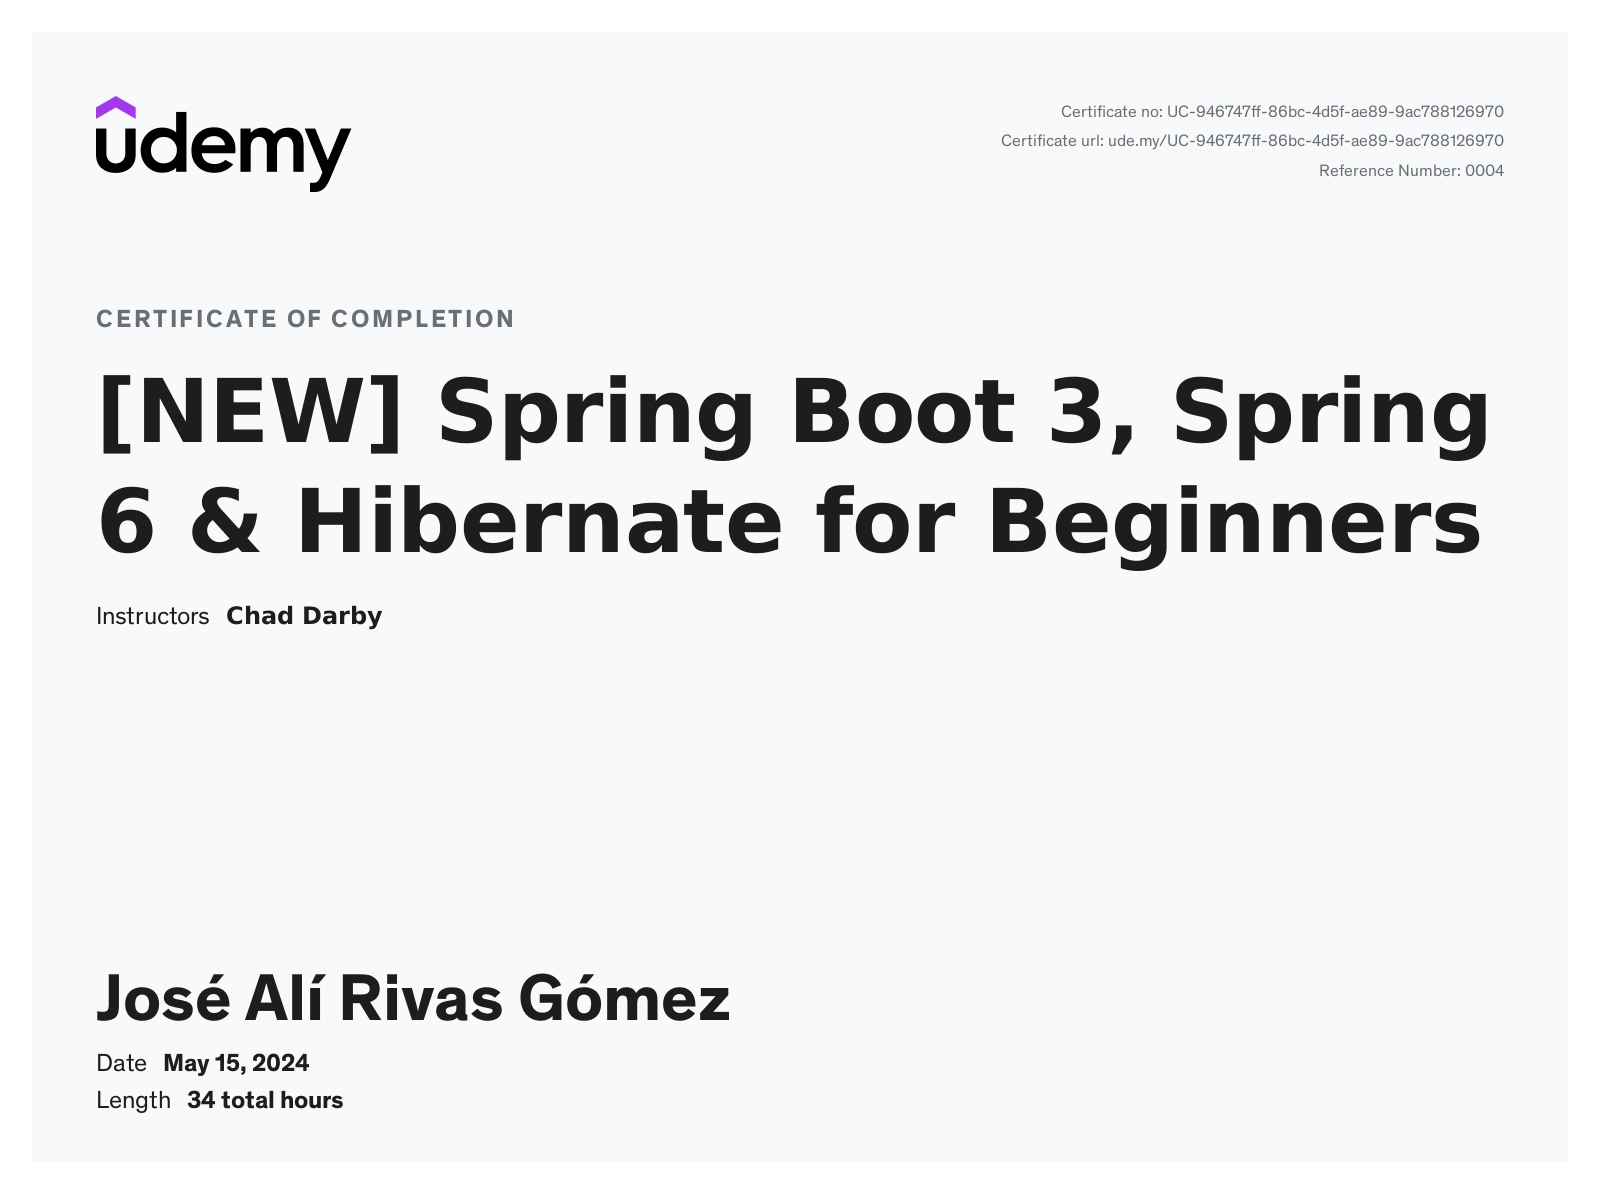 udemy
Certificate no: UC-946747ff-86bc-4d5f-ae89-9ac788126970
Certificate url: ude.my/UC-946747ff-86bc-4d5f-ae89-9ac788126970
Reference Number: 0004
CERTIFICATE OF COMPLETION
[NEW] Spring Boot 3, Spring
6 & Hibernate for Beginners
Instructors Chad Darby
José Alí Rivas Gómez
Date May 15, 2024
Length 34 total hours